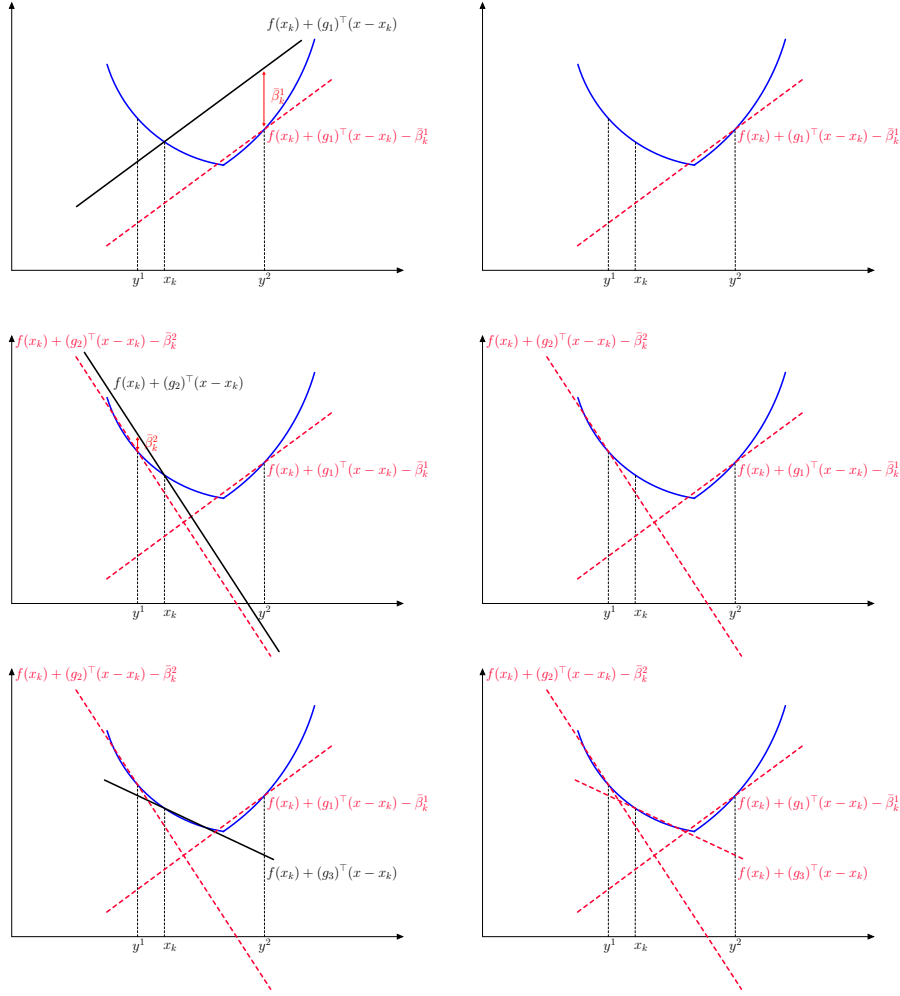 f(x_k) + (g_1)^⊤(x − x_k)
β̄_k^1
f(x_k) + (g_1)^⊤(x − x_k) − β̄_k^1
y^1 x_k y^2
f(x_k) + (g_1)^⊤(x − x_k) − β̄_k^1
y^1 x_k y^2
f(x_k) + (g_2)^⊤(x − x_k) − β̄_k^2
f(x_k) + (g_2)^⊤(x − x_k)
β̄_k^2
f(x_k) + (g_1)^⊤(x − x_k) − β̄_k^1
y^1 x_k y^2
f(x_k) + (g_2)^⊤(x − x_k) − β̄_k^2
f(x_k) + (g_1)^⊤(x − x_k) − β̄_k^1
y^1 x_k y^2
f(x_k) + (g_2)^⊤(x − x_k) − β̄_k^2
f(x_k) + (g_1)^⊤(x − x_k) − β̄_k^1
f(x_k) + (g_3)^⊤(x − x_k)
y^1 x_k y^2
f(x_k) + (g_2)^⊤(x − x_k) − β̄_k^2
f(x_k) + (g_1)^⊤(x − x_k) − β̄_k^1
f(x_k) + (g_3)^⊤(x − x_k)
y^1 x_k y^2